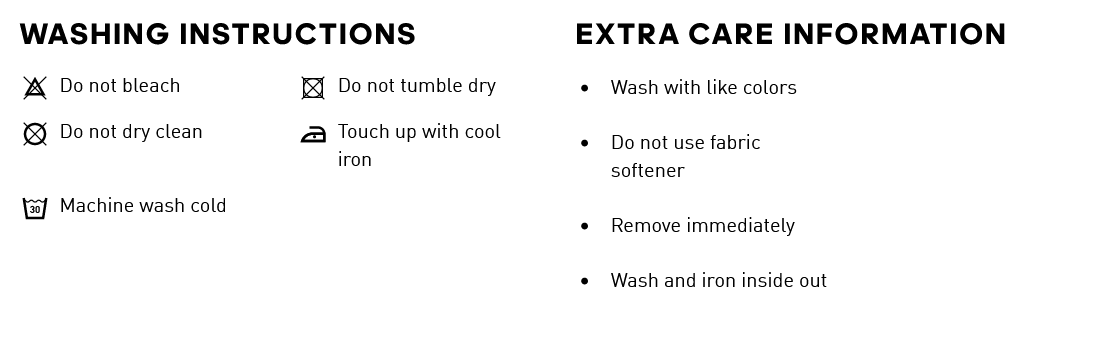 WASHING INSTRUCTIONS
Do not bleach
Do not tumble dry
Do not dry clean
Touch up with cool
iron
30
Machine wash cold
EXTRA CARE INFORMATION
• Wash with like colors
• Do not use fabric
softener
• Remove immediately
• Wash and iron inside out